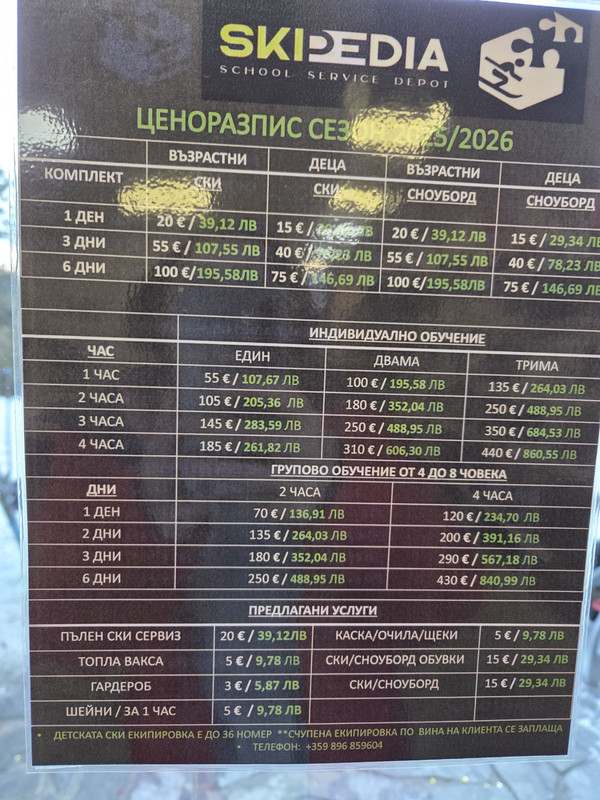 SKIPEDIA
SCHOOL SERVICE DEPOT
ЦЕНОРАЗПИС СЕЗОН 2025/2026
КОМПЛЕКТ ВЪЗРАСТНИ ДЕЦА ВЪЗРАСТНИ ДЕЦА
СКИ СКИ СНОУБОРД СНОУБОРД
1 ДЕН 20 € / 39,12 ЛВ 15 € / ЛВ 20 € / 39,12 ЛВ 15 € / 29,34 ЛВ
3 ДНИ 55 € / 107,55 ЛВ 40 € / ЛВ 55 € / 107,55 ЛВ 40 € / 78,23 ЛВ
6 ДНИ 100 €/195,58ЛВ 75 € / 146,69 ЛВ 100 €/195,58ЛВ 75 € / 146,69 ЛВ
ИНДИВИДУАЛНО ОБУЧЕНИЕ
ЧАС ЕДИН ДВАМА ТРИМА
1 ЧАС 55 € / 107,67 ЛВ 100 € / 195,58 ЛВ 135 € / 264,03 ЛВ
2 ЧАСА 105 € / 205,36 ЛВ 180 € / 352,04 ЛВ 250 € / 488,95 ЛВ
3 ЧАСА 145 € / 283,59 ЛВ 250 € / 488,95 ЛВ 350 € / 684,53 ЛВ
4 ЧАСА 185 € / 261,82 ЛВ 310 € / 606,30 ЛВ 440 € / 860,55 ЛВ
ГРУПОВО ОБУЧЕНИЕ ОТ 4 ДО 8 ЧОВЕКА
ДНИ 2 ЧАСА 4 ЧАСА
1 ДЕН 70 € / 136,91 ЛВ 120 € / 234,70 ЛВ
2 ДНИ 135 € / 264,03 ЛВ 200 € / 391,16 ЛВ
3 ДНИ 180 € / 352,04 ЛВ 290 € / 567,18 ЛВ
6 ДНИ 250 € / 488,95 ЛВ 430 € / 840,99 ЛВ
ПРЕДЛАГАНИ УСЛУГИ
ПЪЛЕН СКИ СЕРВИЗ 20 € / 39,12ЛВ КАСКА/ОЧИЛА/ЩЕКИ 5 € / 9,78 ЛВ
ТОПЛА ВАКСА 5 € / 9,78 ЛВ СКИ/СНОУБОРД ОБУВКИ 15 € / 29,34 ЛВ
ГАРДЕРОБ 3 € / 5,87 ЛВ СКИ/СНОУБОРД 15 € / 29,34 ЛВ
ШЕЙНИ / ЗА 1 ЧАС 5 € / 9,78 ЛВ
• ДЕТСКАТА СКИ ЕКИПИРОВКА Е ДО 36 НОМЕР **СЧУПЕНА ЕКИПИРОВКА ПО ВИНА НА КЛИЕНТА СЕ ЗАПЛАЩА
• ТЕЛЕФОН: +359 896 859604